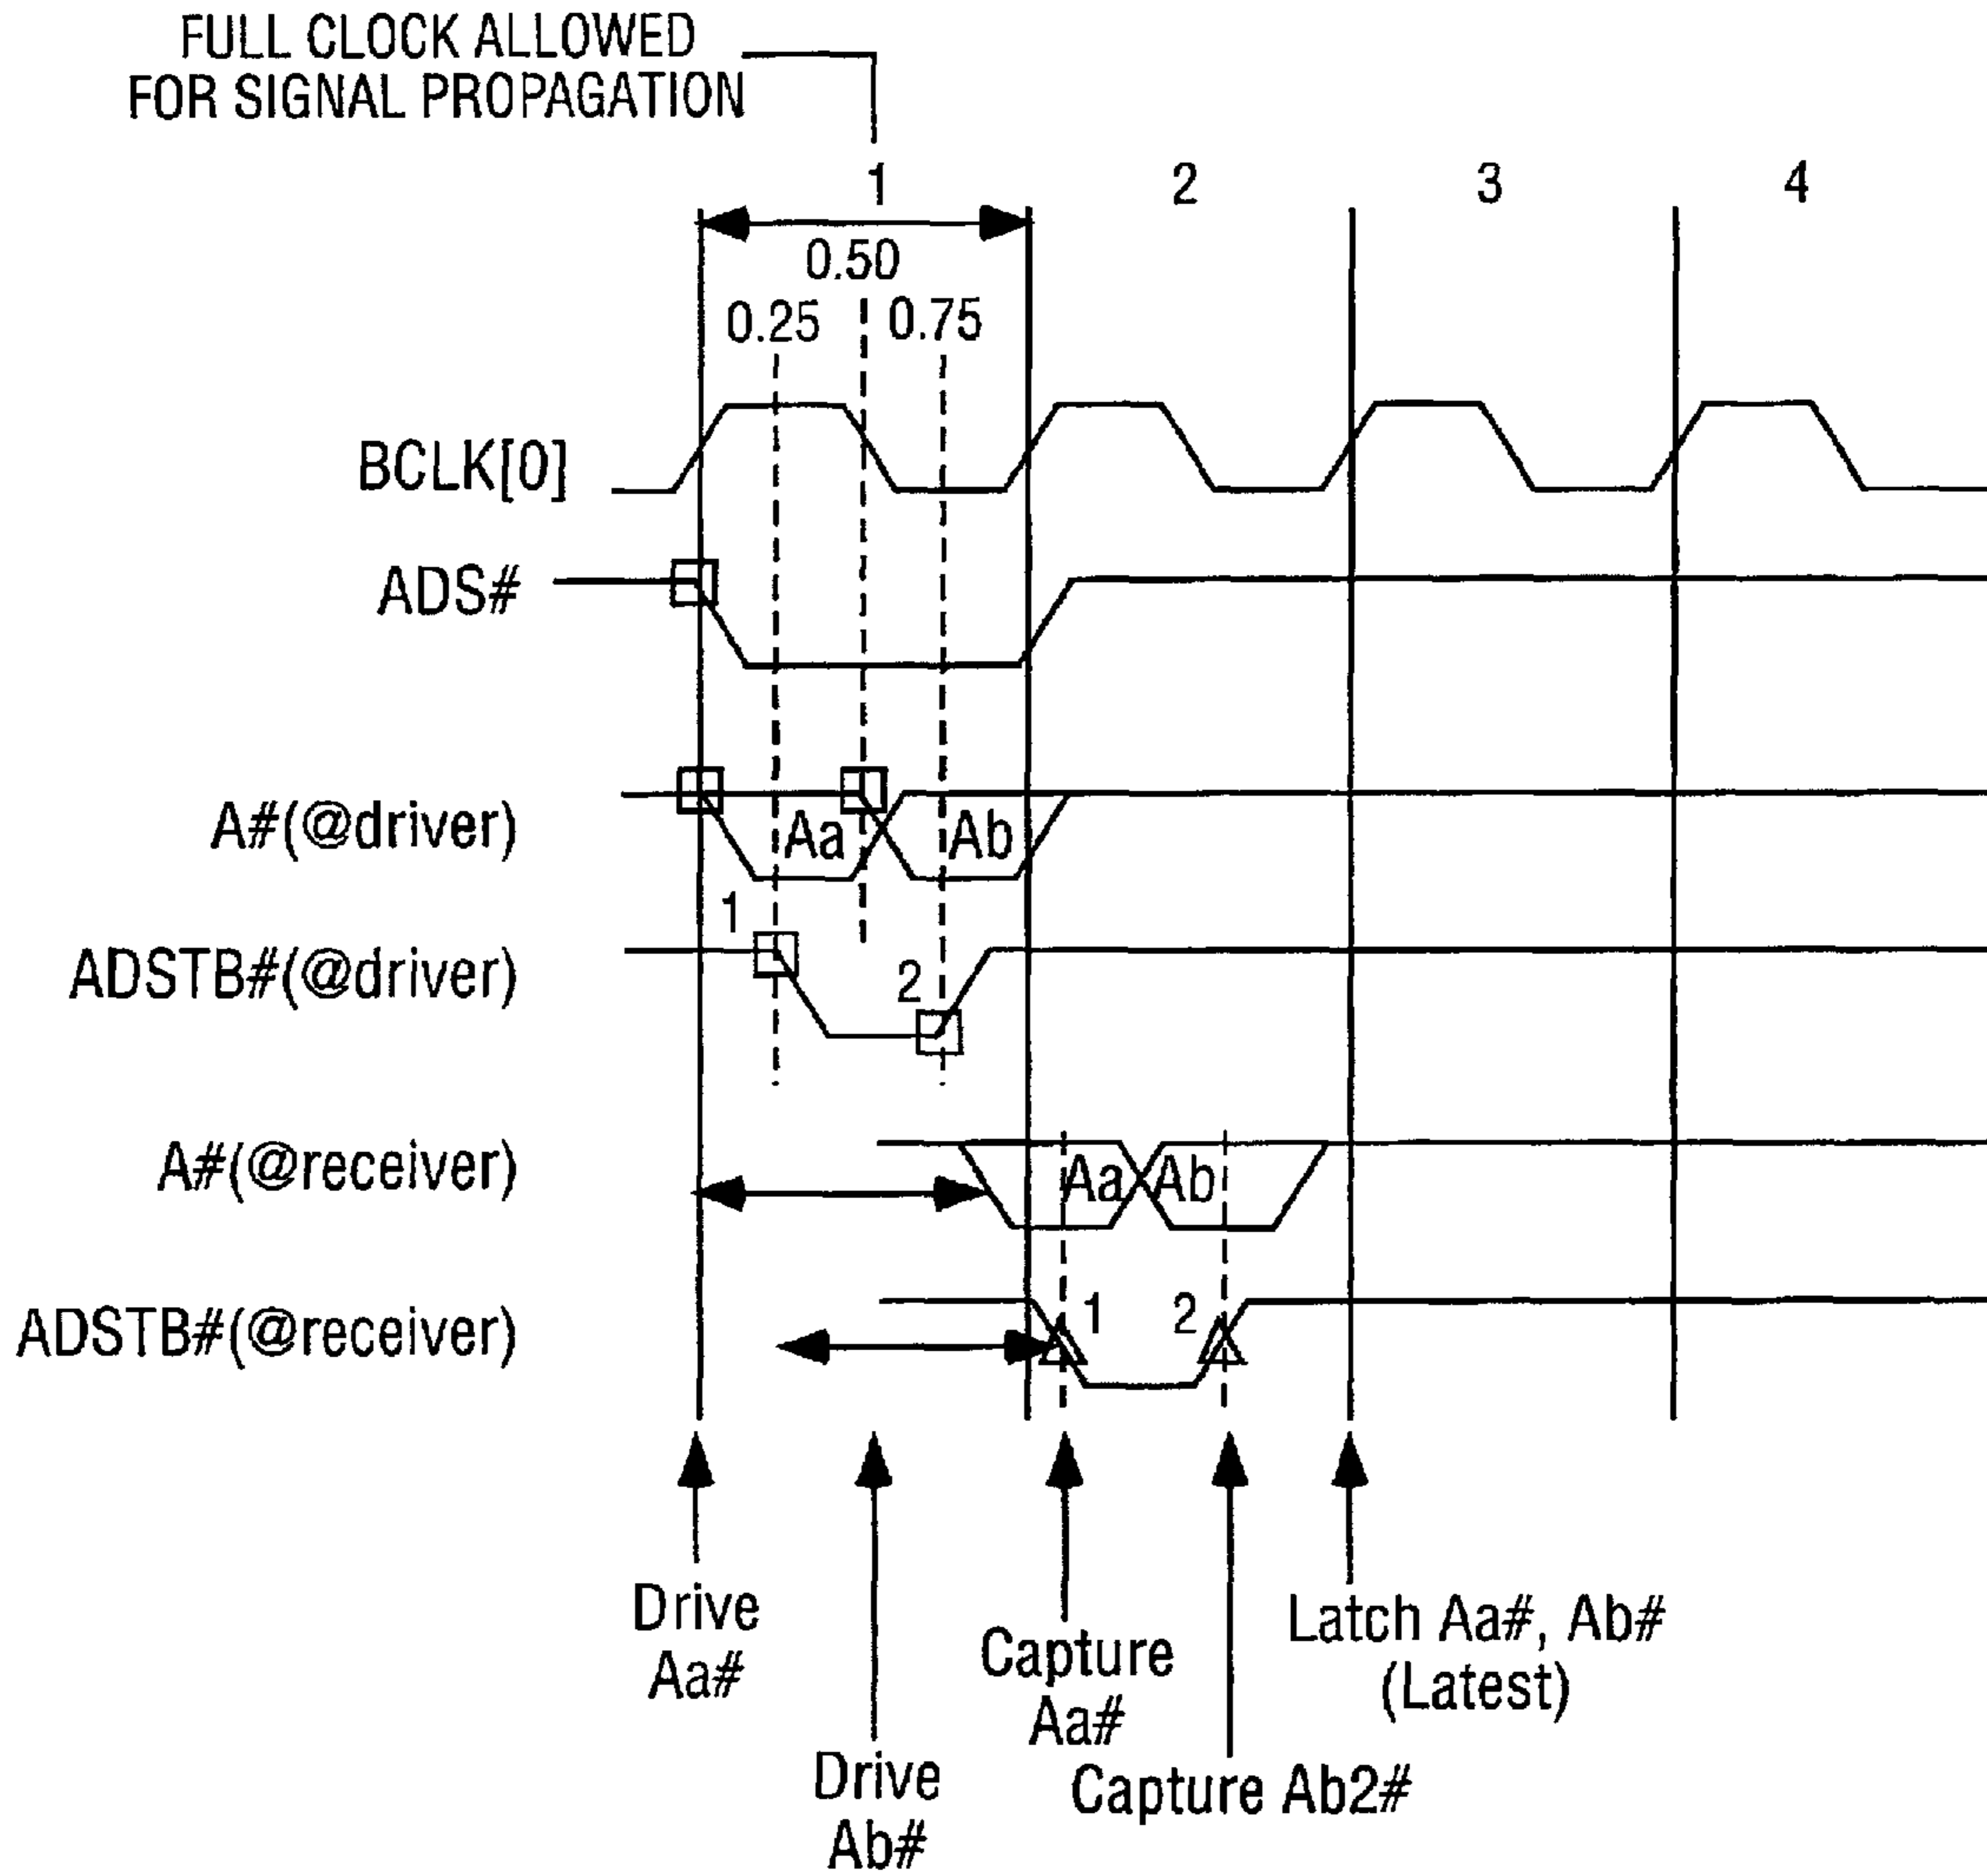 FULL CLOCK ALLOWED
FOR SIGNAL PROPAGATION
1 2 3 4
0.50
0.25 0.75
BCLK[0]
ADS#
A#(@driver) Aa Ab
1
ADSTB#(@driver) 2
A#(@receiver) Aa Ab
ADSTB#(@receiver) 1 2
Drive
Aa#
Drive
Ab#
Capture
Aa#
Capture Ab2#
Latch Aa#, Ab#
(Latest)